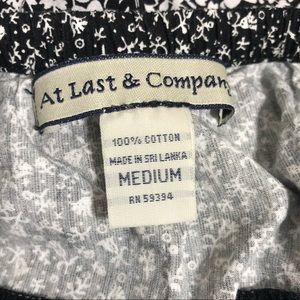 At Last & Company
100% COTTON
MADE IN SRI LANKA
MEDIUM
RN 59394